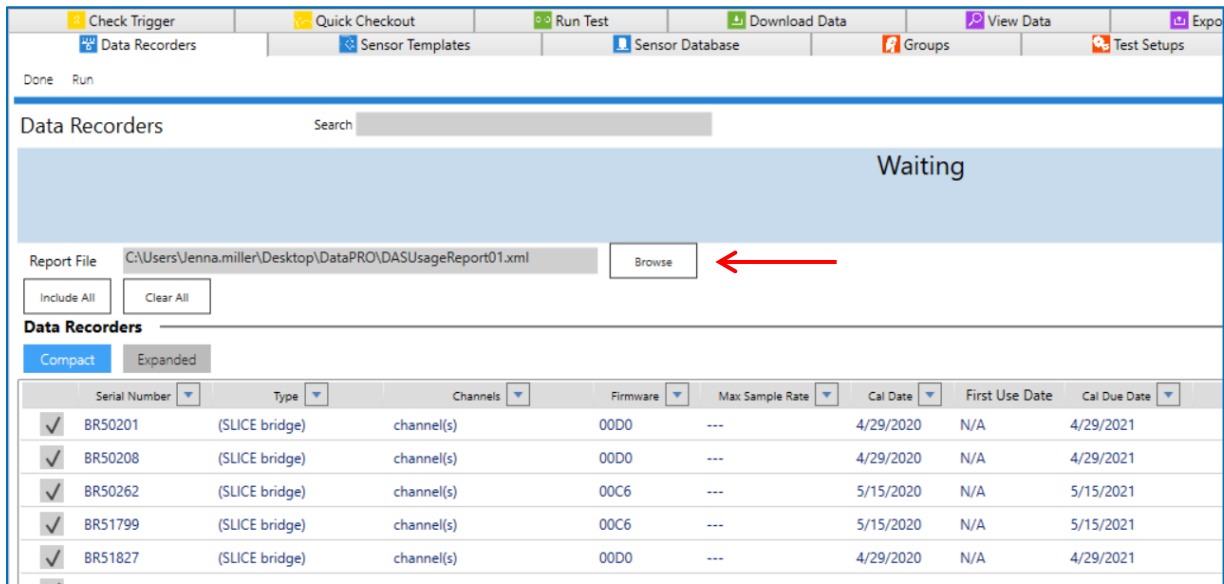 Check Trigger Quick Checkout Run Test Download Data View Data Expo
Data Recorders Sensor Templates Sensor Database Groups Test Setups
Done Run
Data Recorders Search
Waiting
Report File C:\Users\Jenna.miller\Desktop\DataPRO\DASUsageReport01.xml Browse
Include All Clear All
Data Recorders
Compact Expanded
Serial Number Type Channels Firmware Max Sample Rate Cal Date First Use Date Cal Due Date
BR50201 (SLICE bridge) channel(s) 00D0 --- 4/29/2020 N/A 4/29/2021
BR50208 (SLICE bridge) channel(s) 00D0 --- 4/29/2020 N/A 4/29/2021
BR50262 (SLICE bridge) channel(s) 00C6 --- 5/15/2020 N/A 5/15/2021
BR51799 (SLICE bridge) channel(s) 00C6 --- 5/15/2020 N/A 5/15/2021
BR51827 (SLICE bridge) channel(s) 00D0 --- 4/29/2020 N/A 4/29/2021